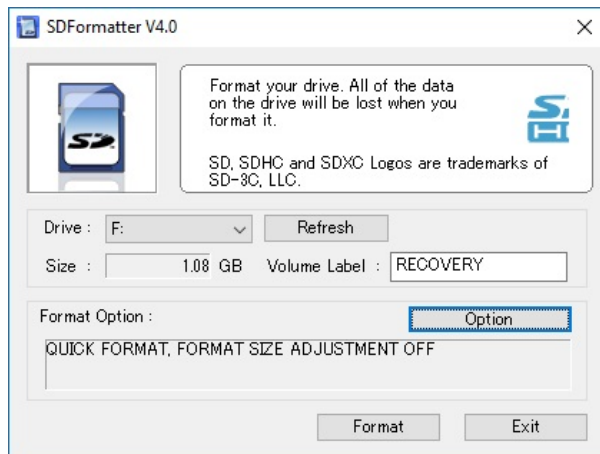 SDFormatter V4.0
Format your drive. All of the data
on the drive will be lost when you
format it.
SD, SDHC and SDXC Logos are trademarks of
SD-3C, LLC.
SD
Drive : F: Refresh
Size : 1.08 GB Volume Label : RECOVERY
Format Option : Option
QUICK FORMAT, FORMAT SIZE ADJUSTMENT OFF
Format Exit